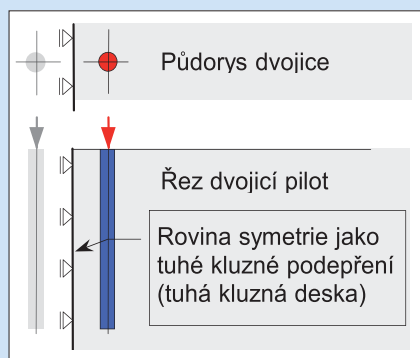 Půdorys dvojice
Řez dvojicí pilot
Rovina symetrie jako
tuhé kluzné podepření
(tuhá kluzná deska)